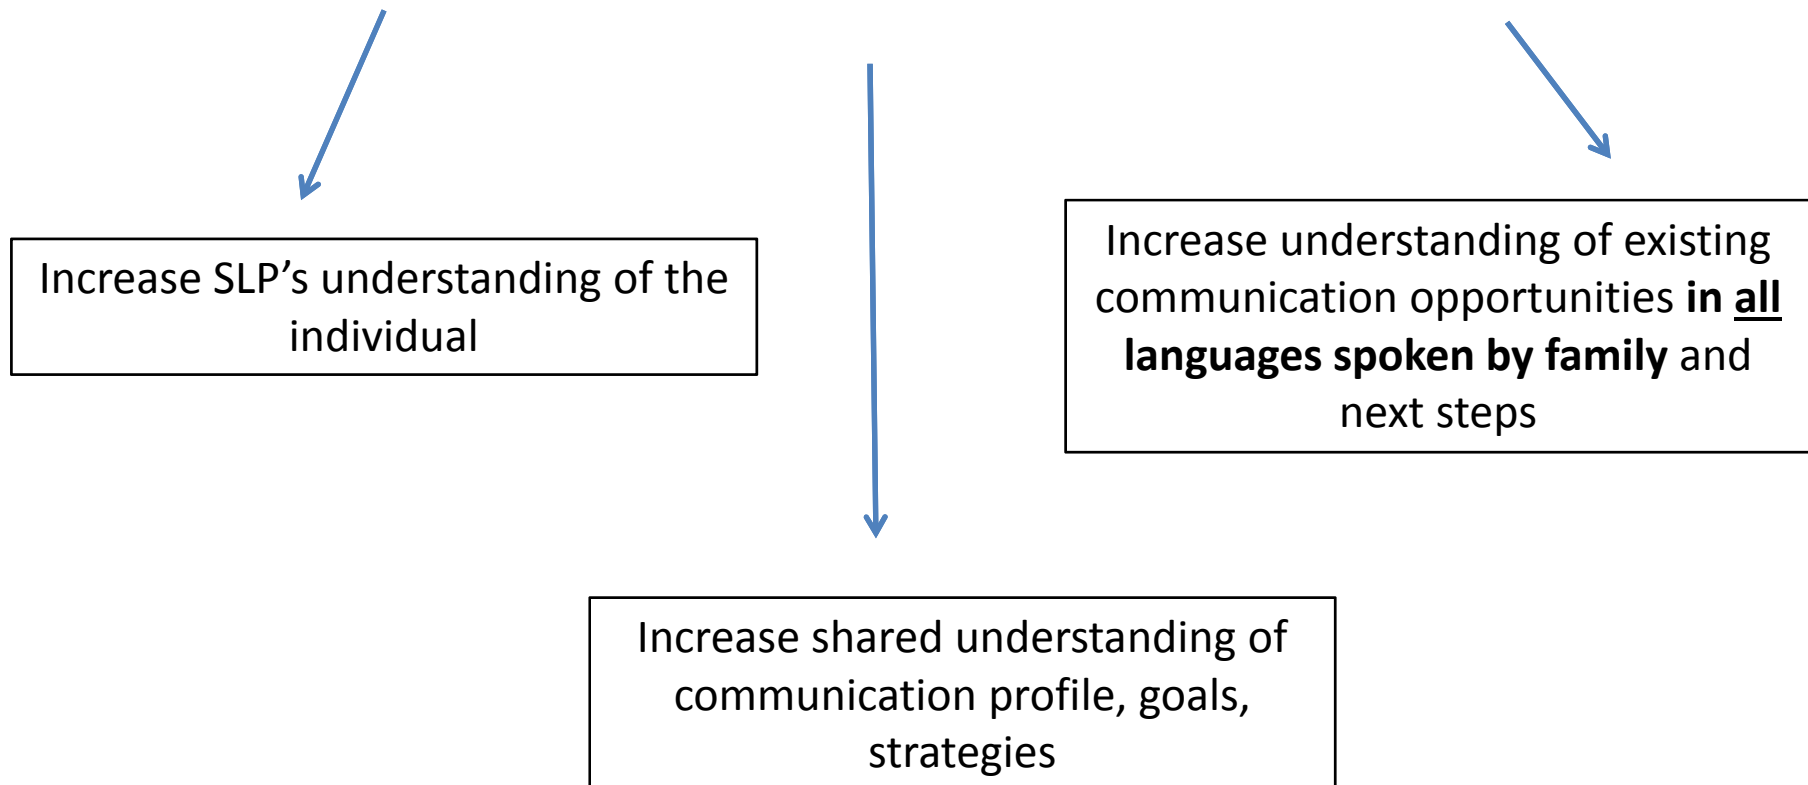 Increase SLP’s understanding of the
individual
Increase understanding of existing
communication opportunities in all
languages spoken by family and
next steps
Increase shared understanding of
communication profile, goals,
strategies